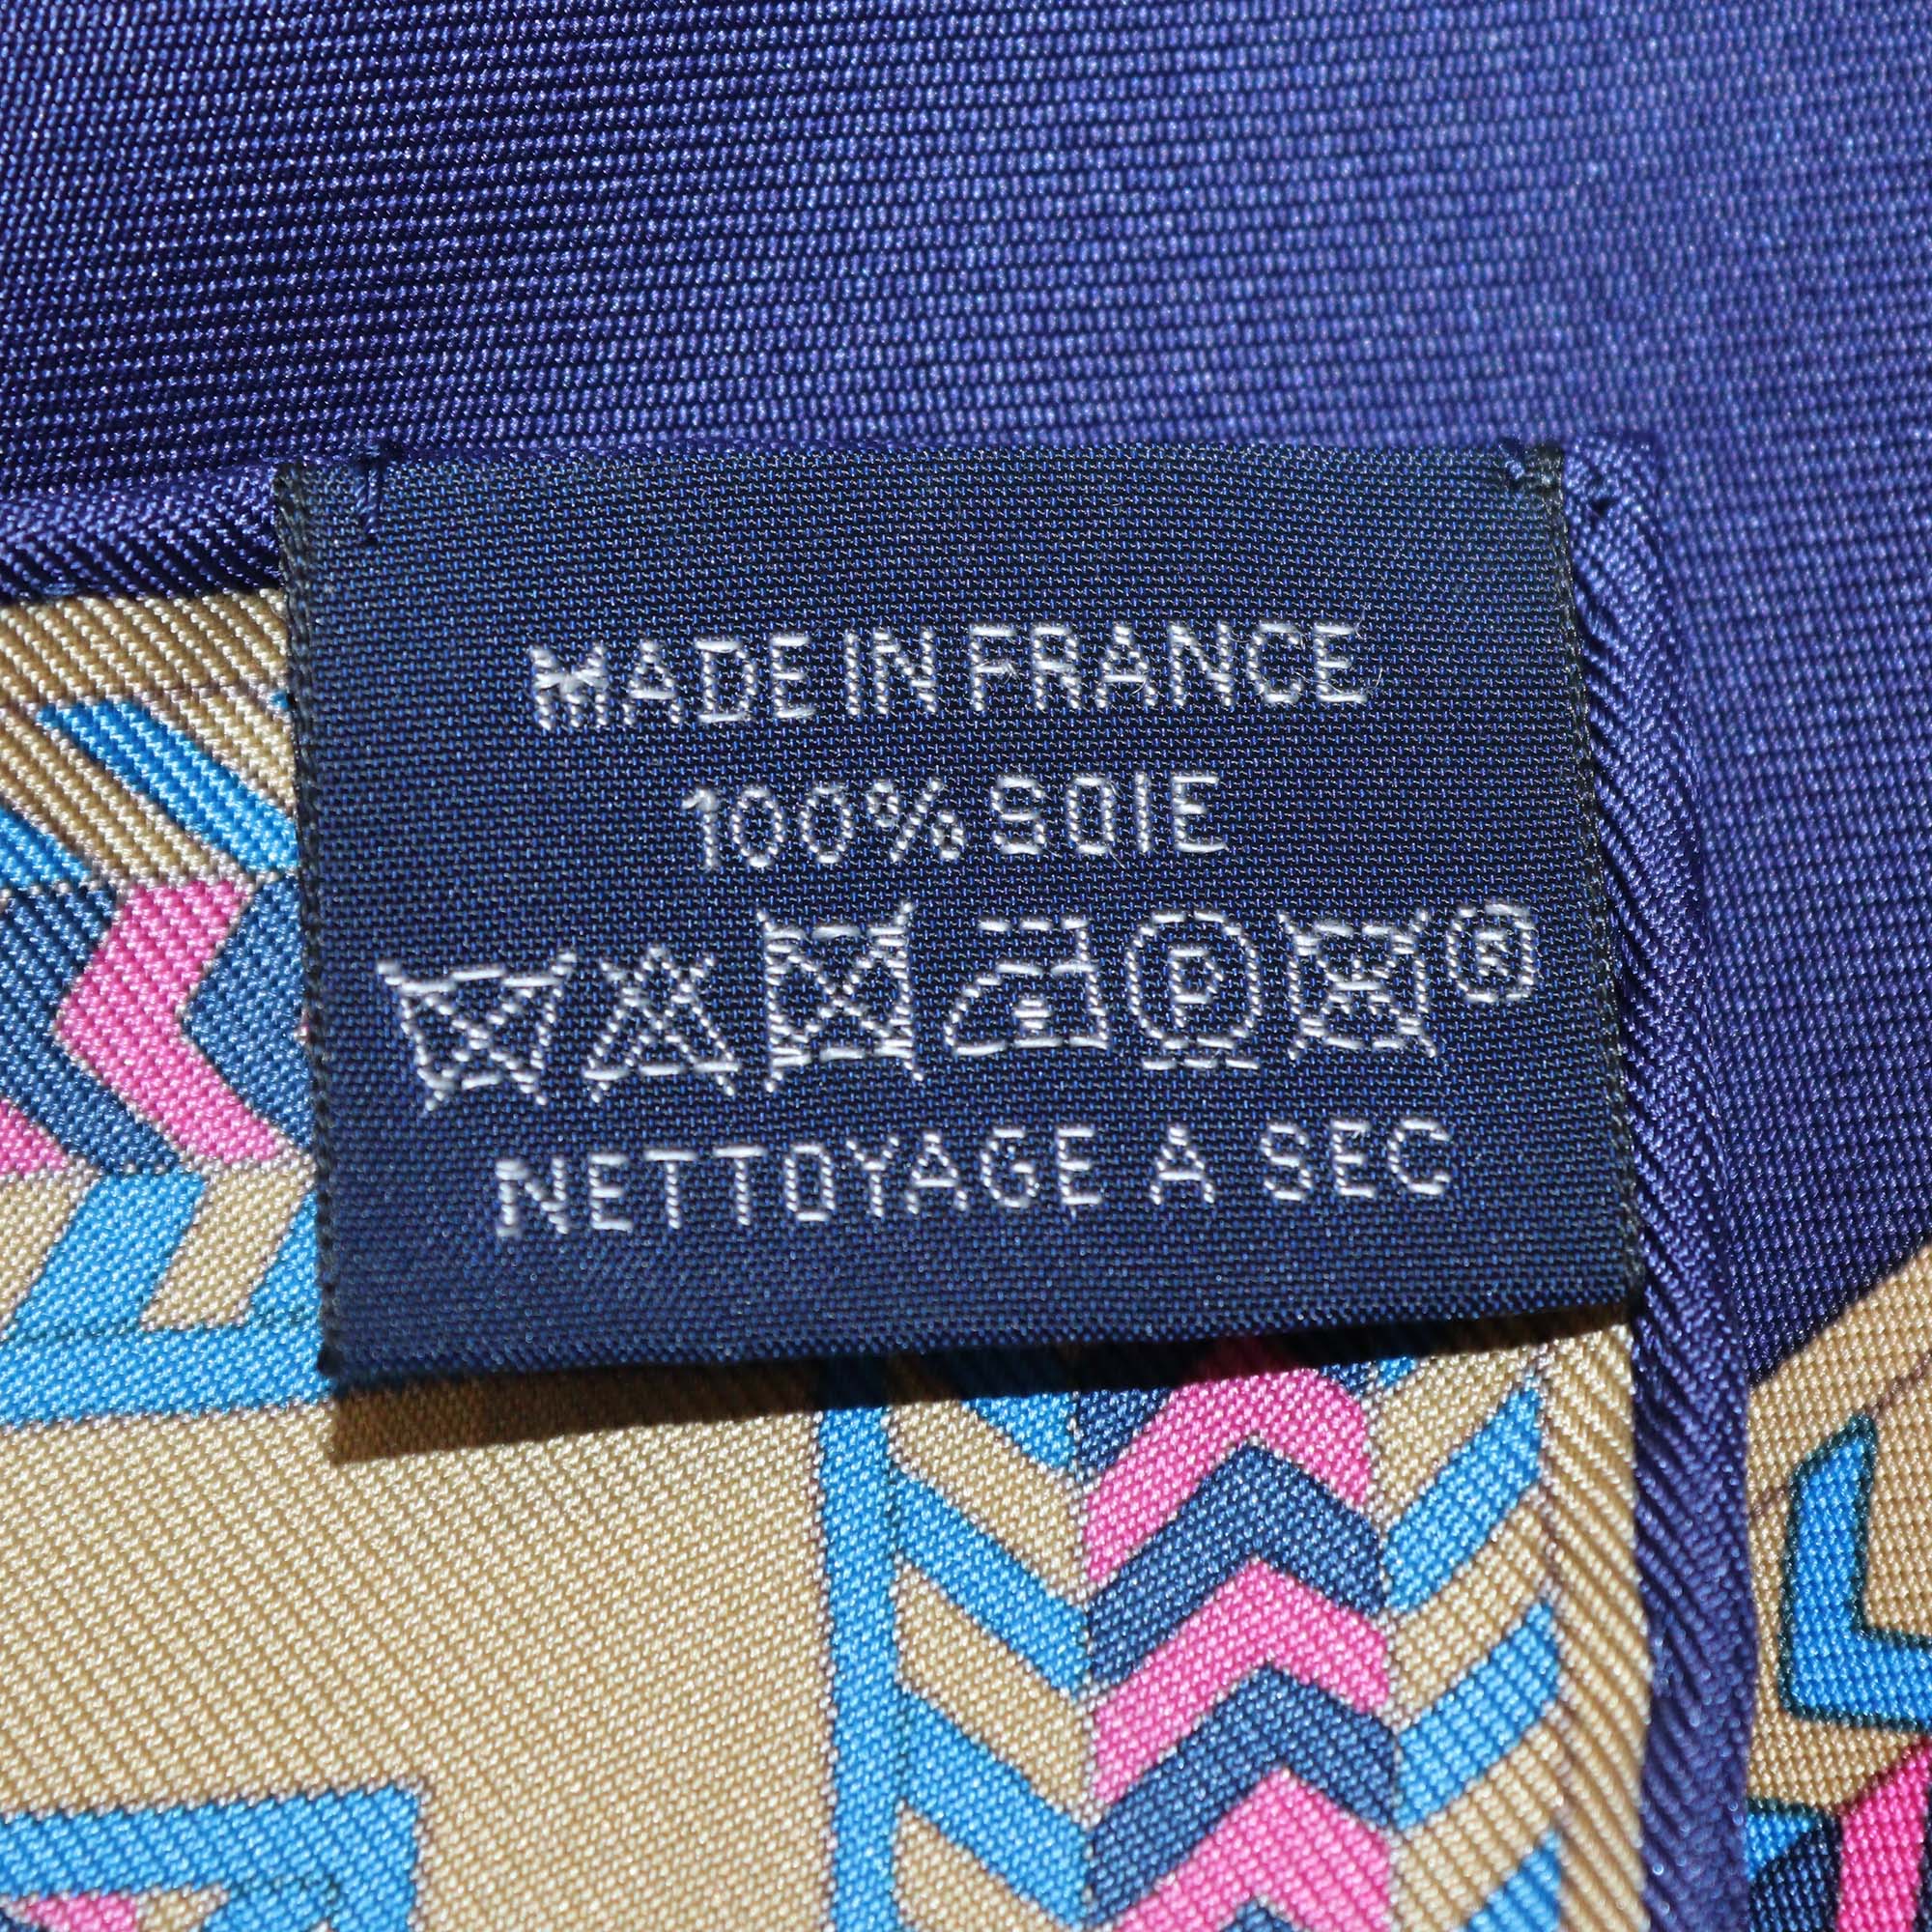 MADE IN FRANCE
100% SOIE
P ®
NETTOYAGE A SEC